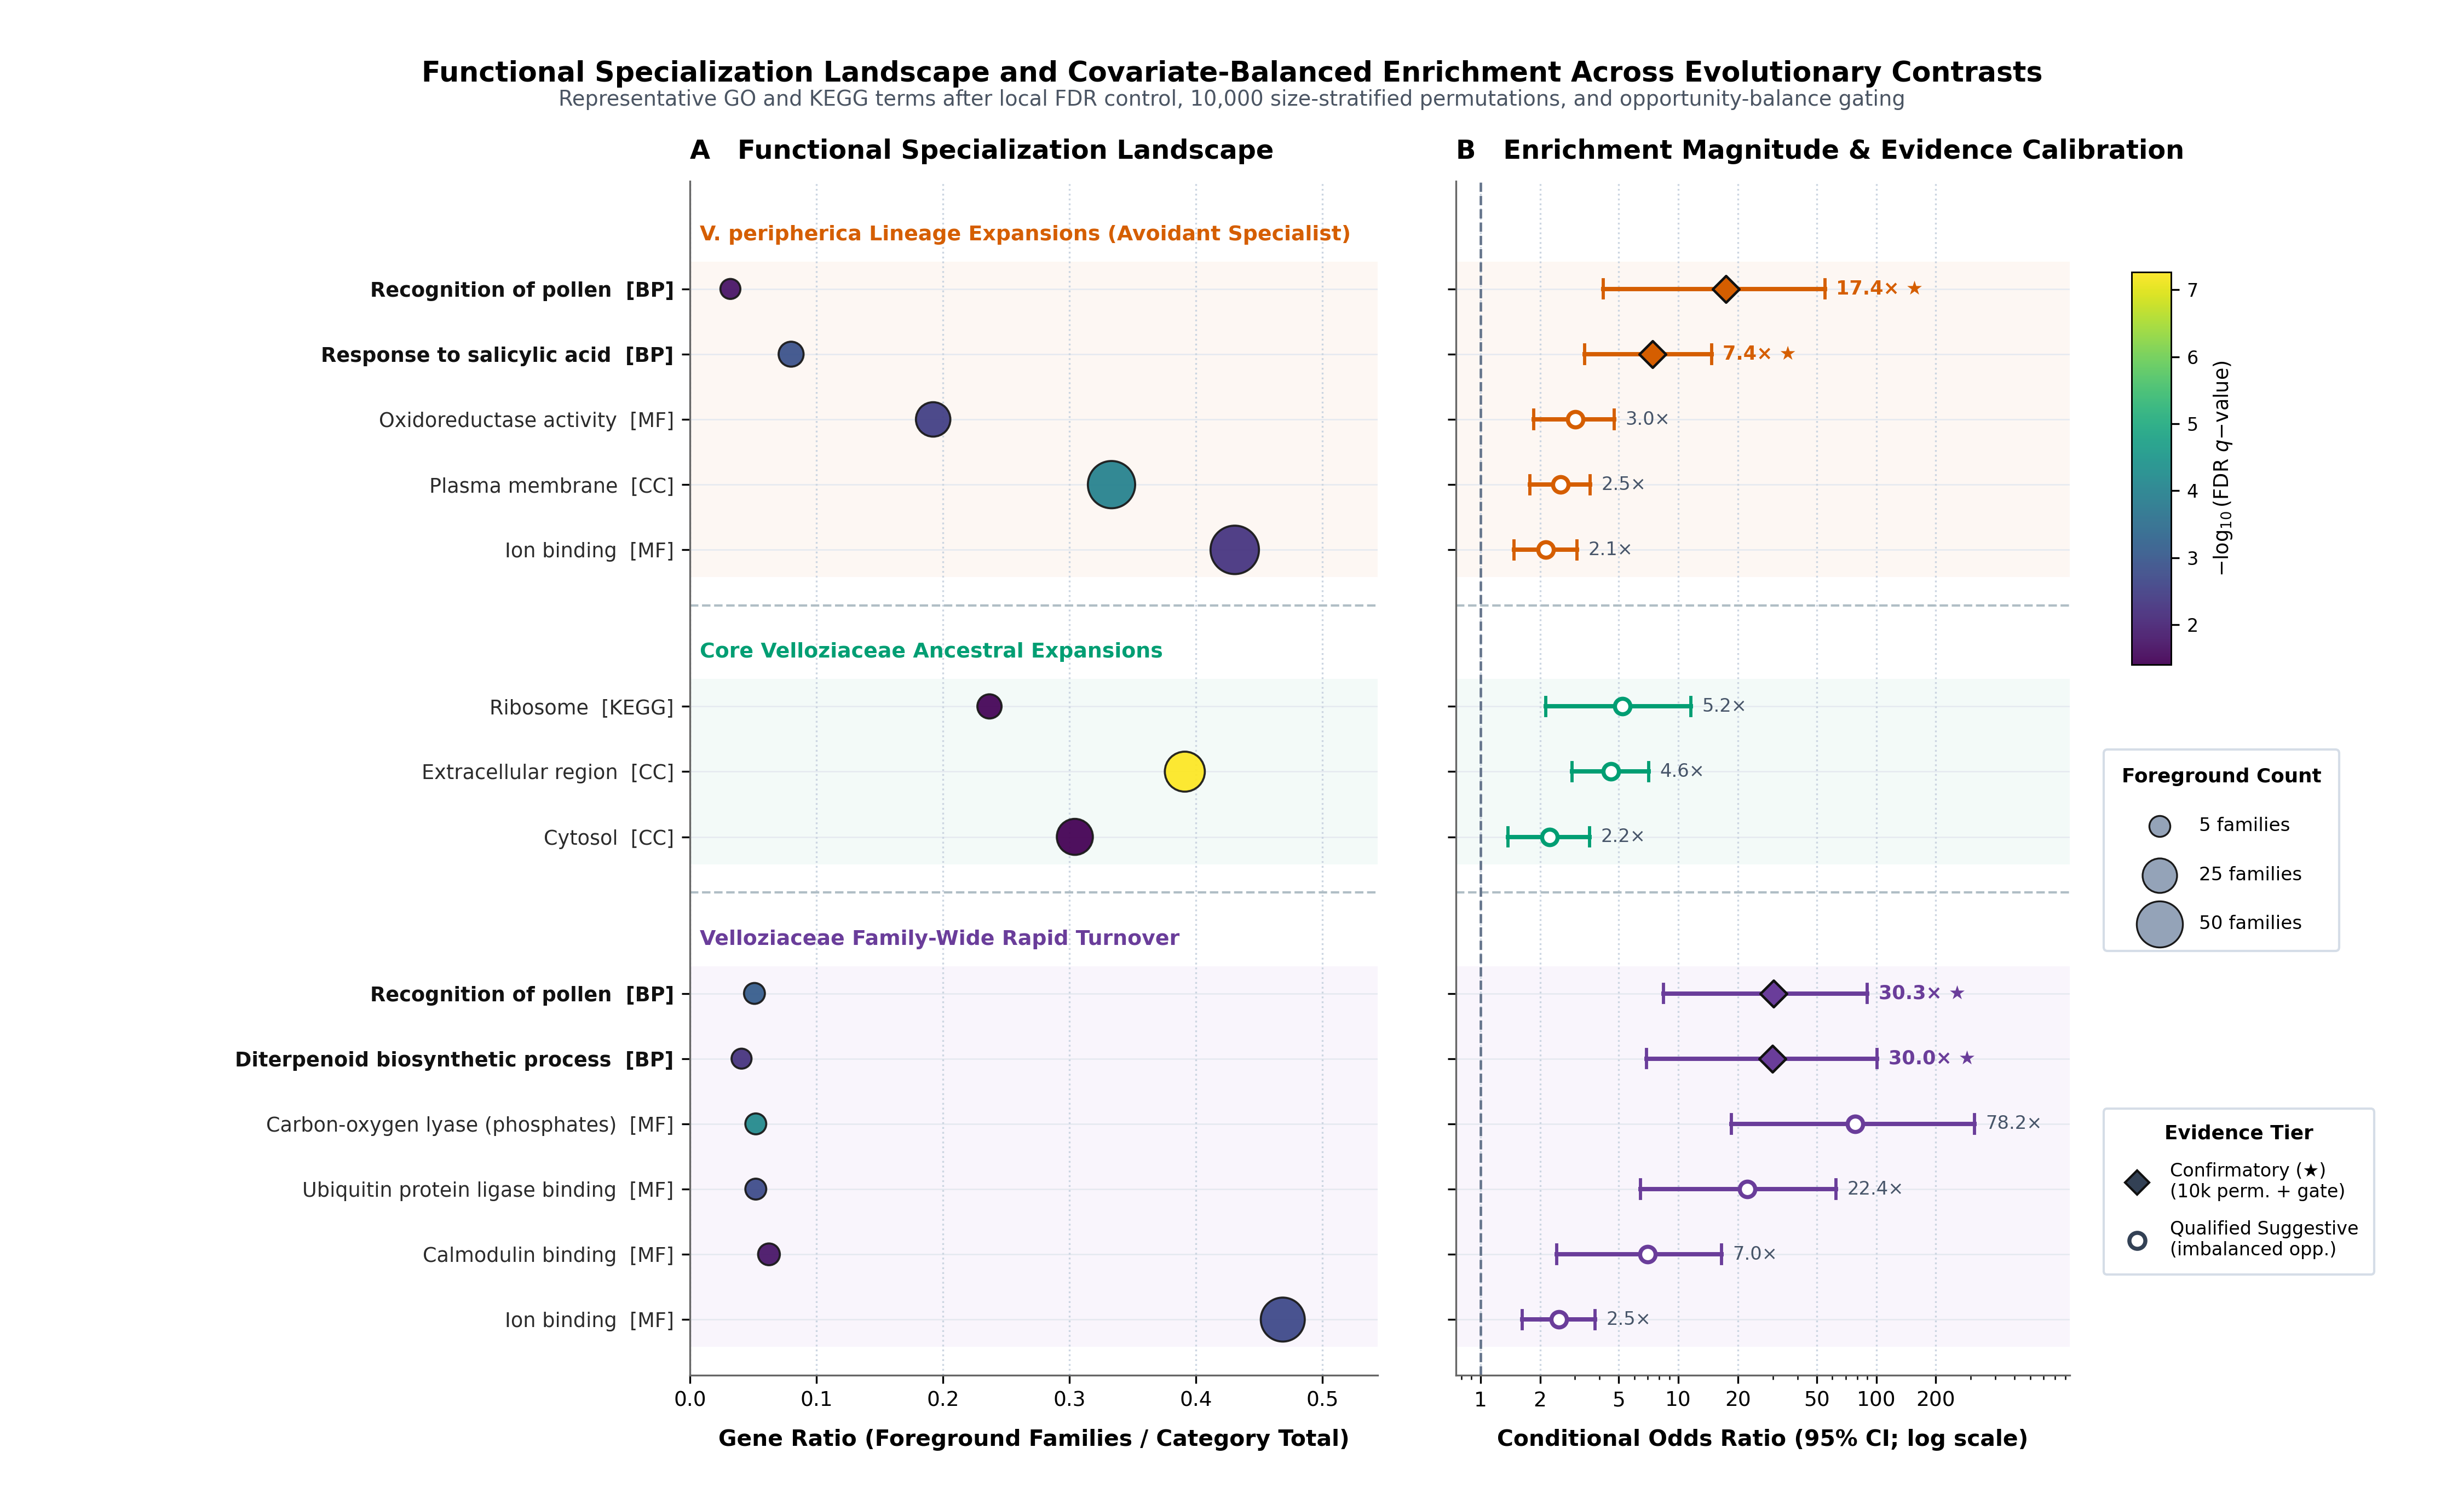 Functional Specialization Landscape and Covariate-Balanced Enrichment Across Evolutionary Contrasts
Representative GO and KEGG terms after local FDR control, 10,000 size-stratified permutations, and opportunity-balance gating
A Functional Specialization Landscape
V. peripherica Lineage Expansions (Avoidant Specialist)
Recognition of pollen [BP]
Response to salicylic acid [BP]
Oxidoreductase activity [MF]
Plasma membrane [CC]
Ion binding [MF]
Core Velloziaceae Ancestral Expansions
Ribosome [KEGG]
Extracellular region [CC]
Cytosol [CC]
Velloziaceae Family-Wide Rapid Turnover
Recognition of pollen [BP]
Diterpenoid biosynthetic process [BP]
Carbon-oxygen lyase (phosphates) [MF]
Ubiquitin protein ligase binding [MF]
Calmodulin binding [MF]
Ion binding [MF]
0.0 0.1 0.2 0.3 0.4 0.5
Gene Ratio (Foreground Families / Category Total)
B Enrichment Magnitude & Evidence Calibration
17.4× ★
7.4× ★
3.0×
2.5×
2.1×
5.2×
4.6×
2.2×
30.3× ★
30.0× ★
78.2×
22.4×
7.0×
2.5×
1 2 5 10 20 50 100 200
Conditional Odds Ratio (95% CI; log scale)
7
6
5
4
3
2
−log₁₀(FDR q−value)
Foreground Count
5 families
25 families
50 families
Evidence Tier
Confirmatory (★)
(10k perm. + gate)
Qualified Suggestive
(imbalanced opp.)